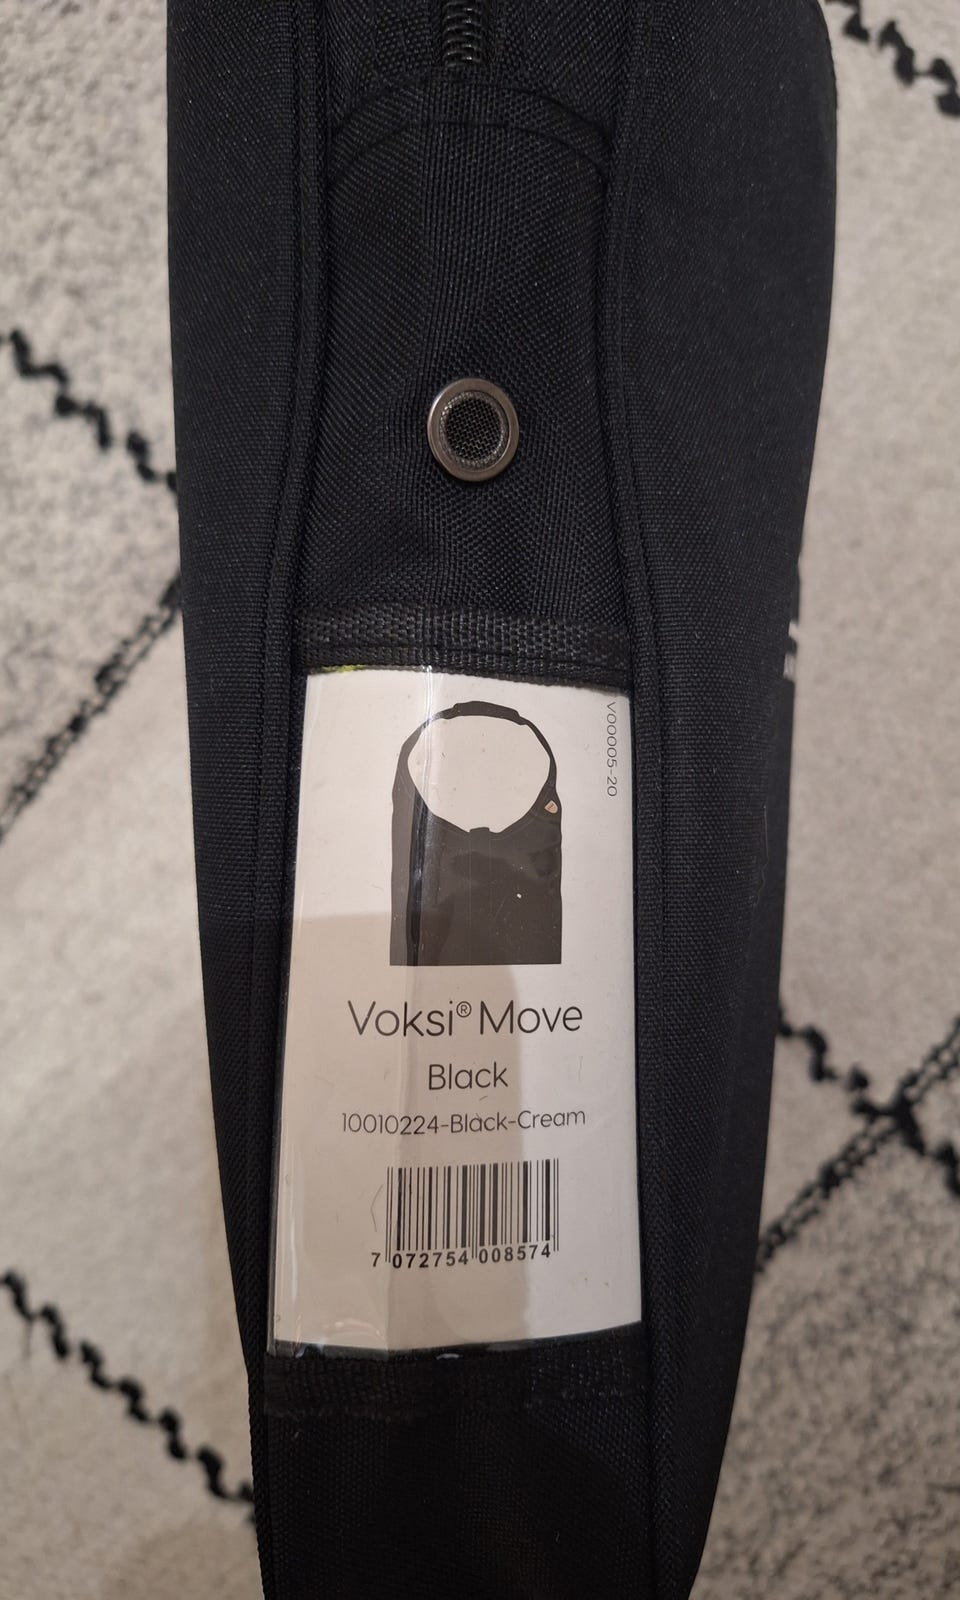 V00005-20
Voksi® Move
Black
10010224-Black-Cream
7 072754 008574